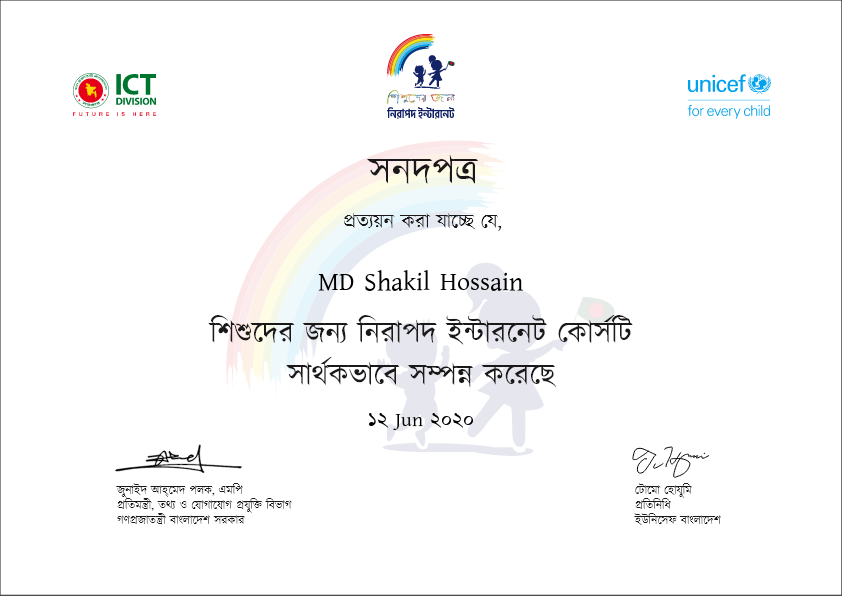 ICT
DIVISION
FUTURE IS HERE
শিশুদের জন্য
নিরাপদ ইন্টারনেট
unicef
for every child
সনদপত্র
প্রত্যয়ন করা যাচ্ছে যে,
MD Shakil Hossain
শিশুদের জন্য নিরাপদ ইন্টারনেট কোর্সটি
সার্থকভাবে সম্পন্ন করেছে
১২ Jun ২০২০
জুনাইদ আহ্‌মেদ পলক, এমপি
প্রতিমন্ত্রী, তথ্য ও যোগাযোগ প্রযুক্তি বিভাগ
গণপ্রজাতন্ত্রী বাংলাদেশ সরকার
টোমো হোযুমি
প্রতিনিধি
ইউনিসেফ বাংলাদেশ